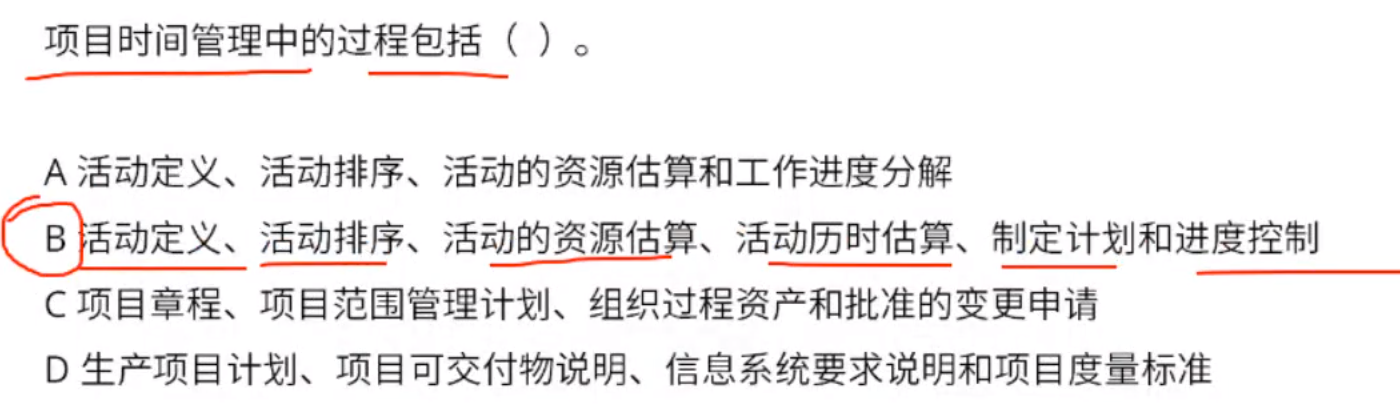 项目时间管理中的过程包括（ ）。
A 活动定义、活动排序、活动的资源估算和工作进度分解
B 活动定义、活动排序、活动的资源估算、活动历时估算、制定计划和进度控制
C 项目章程、项目范围管理计划、组织过程资产和批准的变更申请
D 生产项目计划、项目可交付物说明、信息系统要求说明和项目度量标准